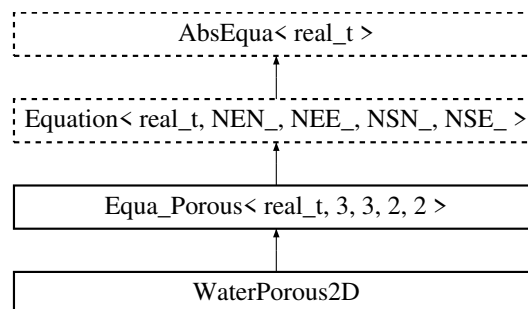 AbsEqua< real_t >
Equation< real_t, NEN_, NEE_, NSN_, NSE_ >
Equa_Porous< real_t, 3, 3, 2, 2 >
WaterPorous2D